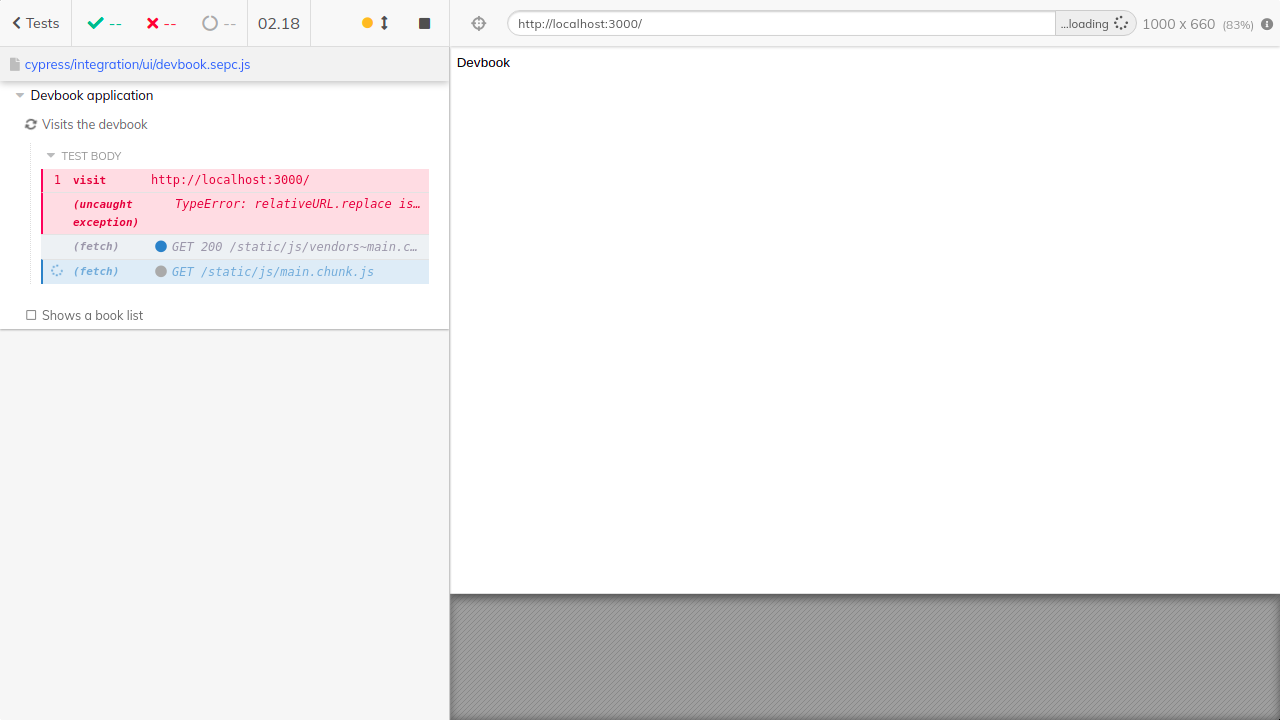 Tests
--
--
--
02.18
http://localhost:3000/
...loading
1000 x 660 (83%)
cypress/integration/ui/devbook.sepc.js
Devbook application
Visits the devbook
TEST BODY
1 visit http://localhost:3000/
(uncaught exception) TypeError: relativeURL.replace is…
(fetch) GET 200 /static/js/vendors~main.c…
(fetch) GET /static/js/main.chunk.js
Shows a book list
Devbook